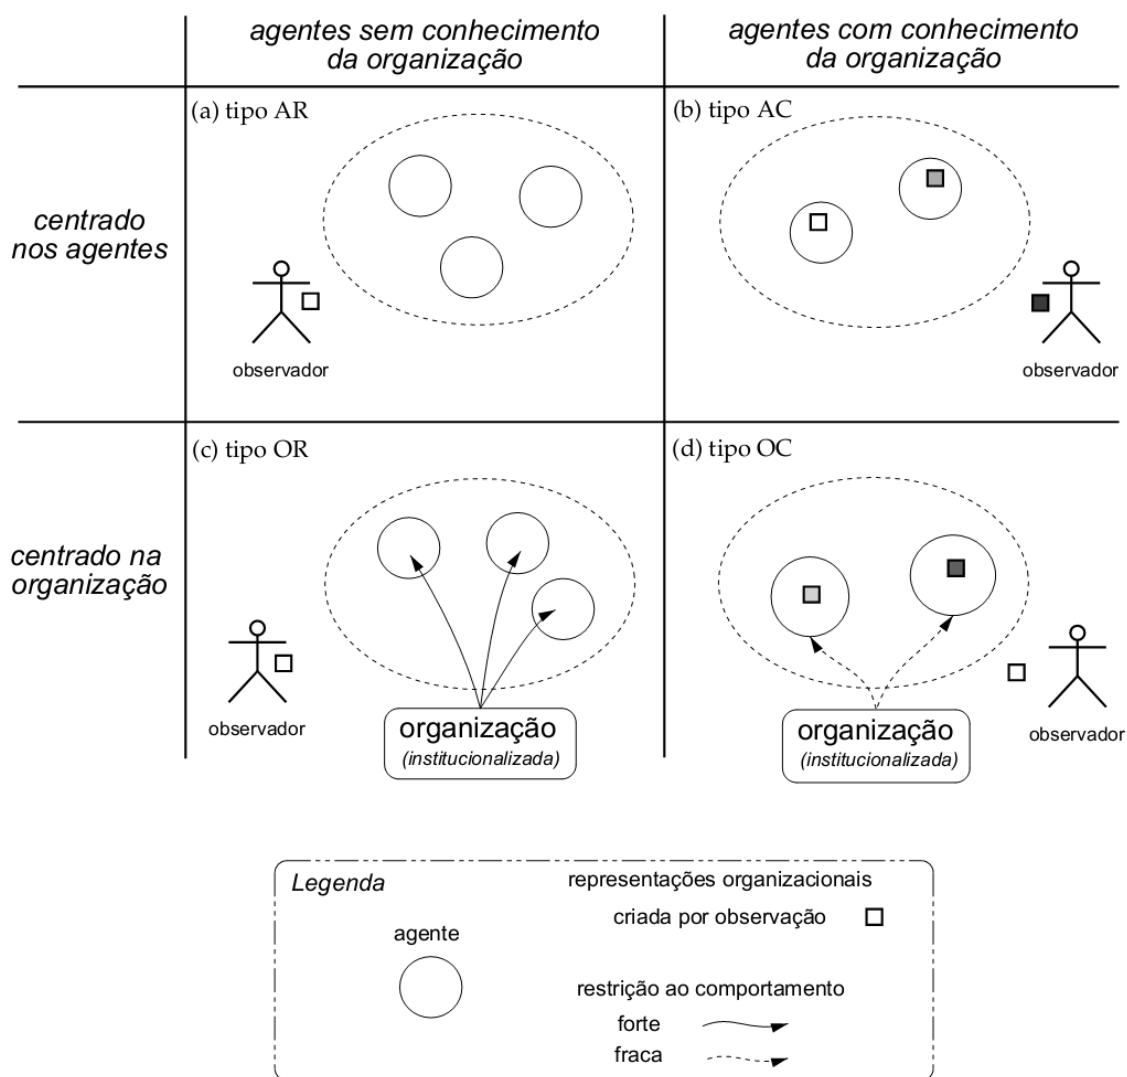 agentes sem conhecimento
da organização
agentes com conhecimento
da organização
centrado
nos agentes
(a) tipo AR
observador
(b) tipo AC
observador
centrado na
organização
(c) tipo OR
observador
organização
(institucionalizada)
(d) tipo OC
organização
(institucionalizada)
observador
Legenda
agente
representações organizacionais
criada por observação
restrição ao comportamento
forte
fraca